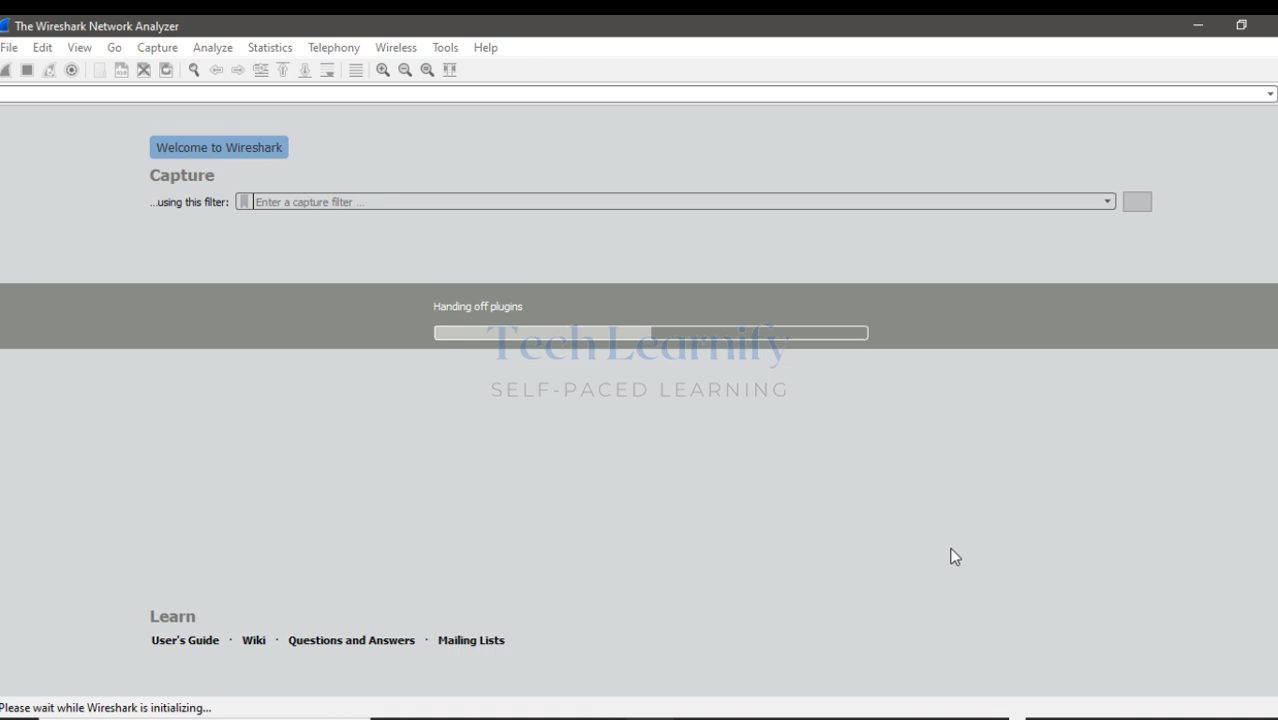 The Wireshark Network Analyzer
File Edit View Go Capture Analyze Statistics Telephony Wireless Tools Help
Welcome to Wireshark
Capture
...using this filter: Enter a capture filter ...
Handing off plugins
Tech Learnify
SELF-PACED LEARNING
Learn
User's Guide · Wiki · Questions and Answers · Mailing Lists
Please wait while Wireshark is initializing...